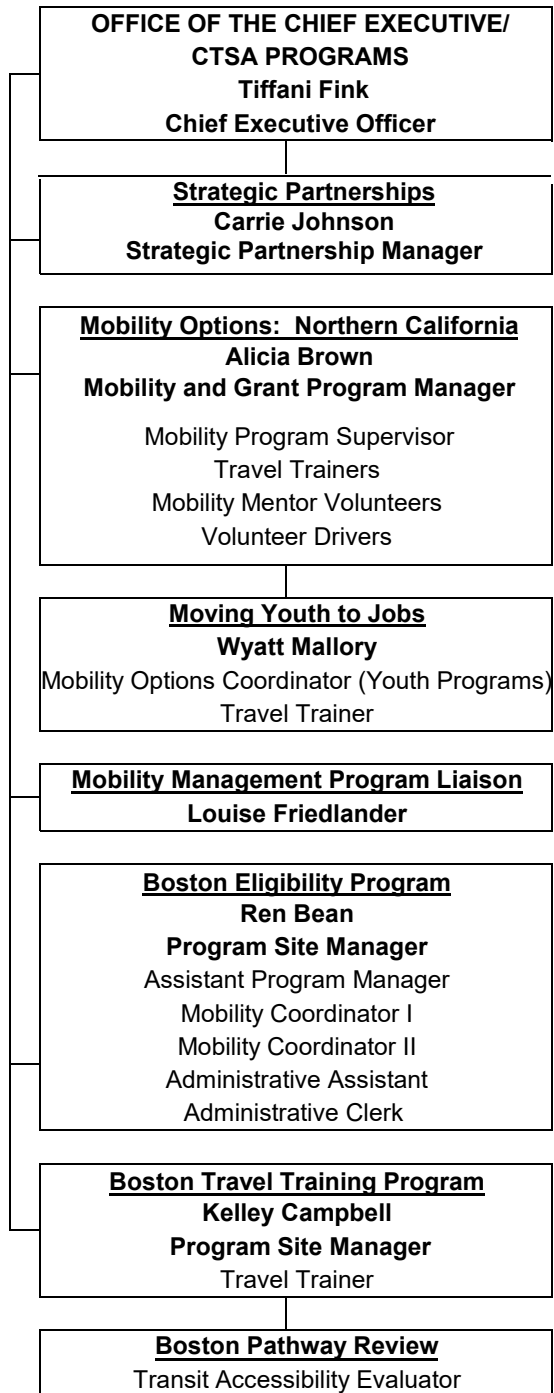 OFFICE OF THE CHIEF EXECUTIVE/
CTSA PROGRAMS
Tiffani Fink
Chief Executive Officer
Strategic Partnerships
Carrie Johnson
Strategic Partnership Manager
Mobility Options: Northern California
Alicia Brown
Mobility and Grant Program Manager
Mobility Program Supervisor
Travel Trainers
Mobility Mentor Volunteers
Volunteer Drivers
Moving Youth to Jobs
Wyatt Mallory
Mobility Options Coordinator (Youth Programs)
Travel Trainer
Mobility Management Program Liaison
Louise Friedlander
Boston Eligibility Program
Ren Bean
Program Site Manager
Assistant Program Manager
Mobility Coordinator I
Mobility Coordinator II
Administrative Assistant
Administrative Clerk
Boston Travel Training Program
Kelley Campbell
Program Site Manager
Travel Trainer
Boston Pathway Review
Transit Accessibility Evaluator